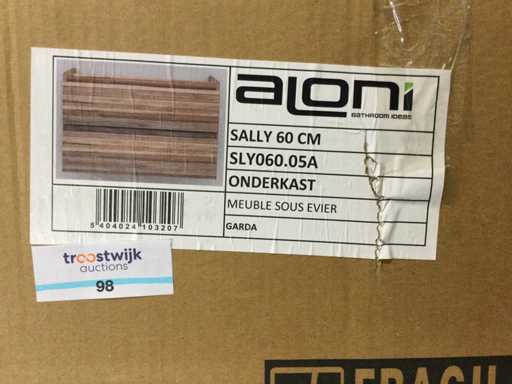 aloni
BATHROOM IDEAS
SALLY 60 CM
SLY060.05A
ONDERKAST
MEUBLE SOUS EVIER
GARDA
5 404024 103207
troostwijk
auctions
98